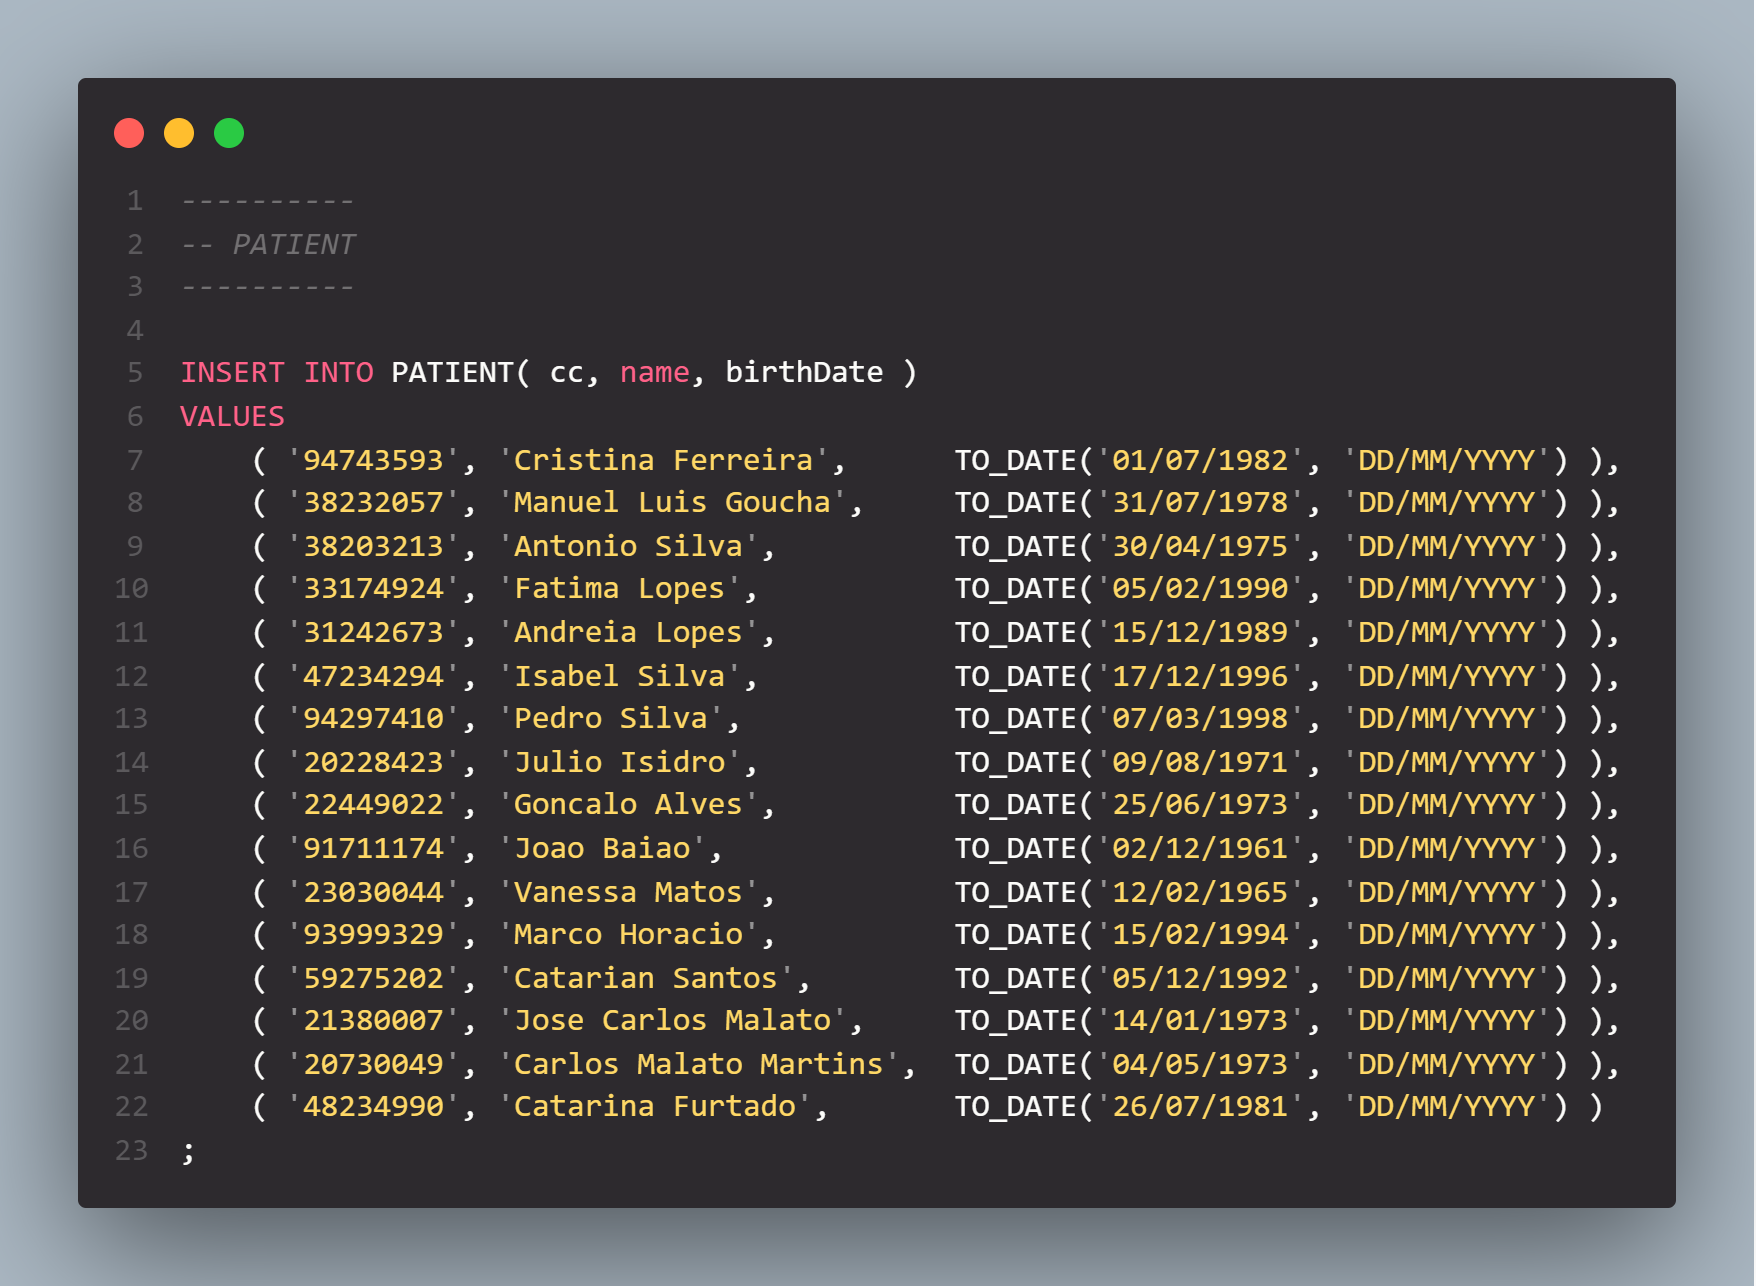 1 ----------
2 -- PATIENT
3 ----------
4
5 INSERT INTO PATIENT( cc, name, birthDate )
6 VALUES
7     ( '94743593', 'Cristina Ferreira',      TO_DATE('01/07/1982', 'DD/MM/YYYY') ),
8     ( '38232057', 'Manuel Luis Goucha',     TO_DATE('31/07/1978', 'DD/MM/YYYY') ),
9     ( '38203213', 'Antonio Silva',          TO_DATE('30/04/1975', 'DD/MM/YYYY') ),
10     ( '33174924', 'Fatima Lopes',           TO_DATE('05/02/1990', 'DD/MM/YYYY') ),
11     ( '31242673', 'Andreia Lopes',          TO_DATE('15/12/1989', 'DD/MM/YYYY') ),
12     ( '47234294', 'Isabel Silva',           TO_DATE('17/12/1996', 'DD/MM/YYYY') ),
13     ( '94297410', 'Pedro Silva',            TO_DATE('07/03/1998', 'DD/MM/YYYY') ),
14     ( '20228423', 'Julio Isidro',           TO_DATE('09/08/1971', 'DD/MM/YYYY') ),
15     ( '22449022', 'Goncalo Alves',          TO_DATE('25/06/1973', 'DD/MM/YYYY') ),
16     ( '91711174', 'Joao Baiao',             TO_DATE('02/12/1961', 'DD/MM/YYYY') ),
17     ( '23030044', 'Vanessa Matos',          TO_DATE('12/02/1965', 'DD/MM/YYYY') ),
18     ( '93999329', 'Marco Horacio',          TO_DATE('15/02/1994', 'DD/MM/YYYY') ),
19     ( '59275202', 'Catarian Santos',        TO_DATE('05/12/1992', 'DD/MM/YYYY') ),
20     ( '21380007', 'Jose Carlos Malato',     TO_DATE('14/01/1973', 'DD/MM/YYYY') ),
21     ( '20730049', 'Carlos Malato Martins',  TO_DATE('04/05/1973', 'DD/MM/YYYY') ),
22     ( '48234990', 'Catarina Furtado',       TO_DATE('26/07/1981', 'DD/MM/YYYY') )
23 ;